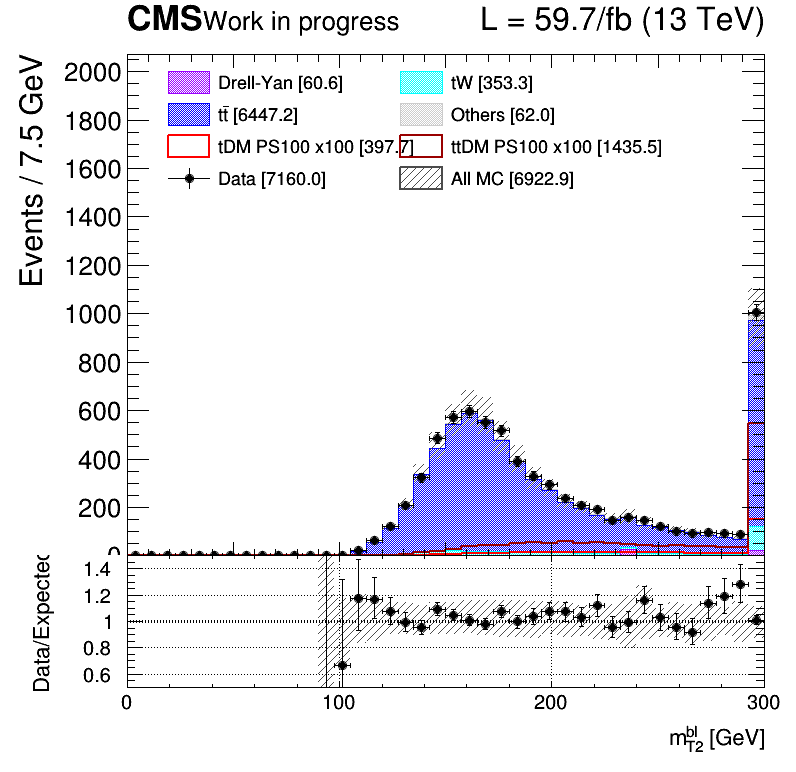 CMS Work in progress L = 59.7/fb (13 TeV)
Events / 7.5 GeV
2000
1800
1600
1400
1200
1000
800
600
400
200
0
Drell-Yan [60.6] tW [353.3]
tt̄ [6447.2] Others [62.0]
tDM PS100 x100 [397.7] ttDM PS100 x100 [1435.5]
Data [7160.0] All MC [6922.9]
Data/Expected
1.4
1.2
1
0.8
0.6
0 100 200 300
m_{T2}^{bl} [GeV]